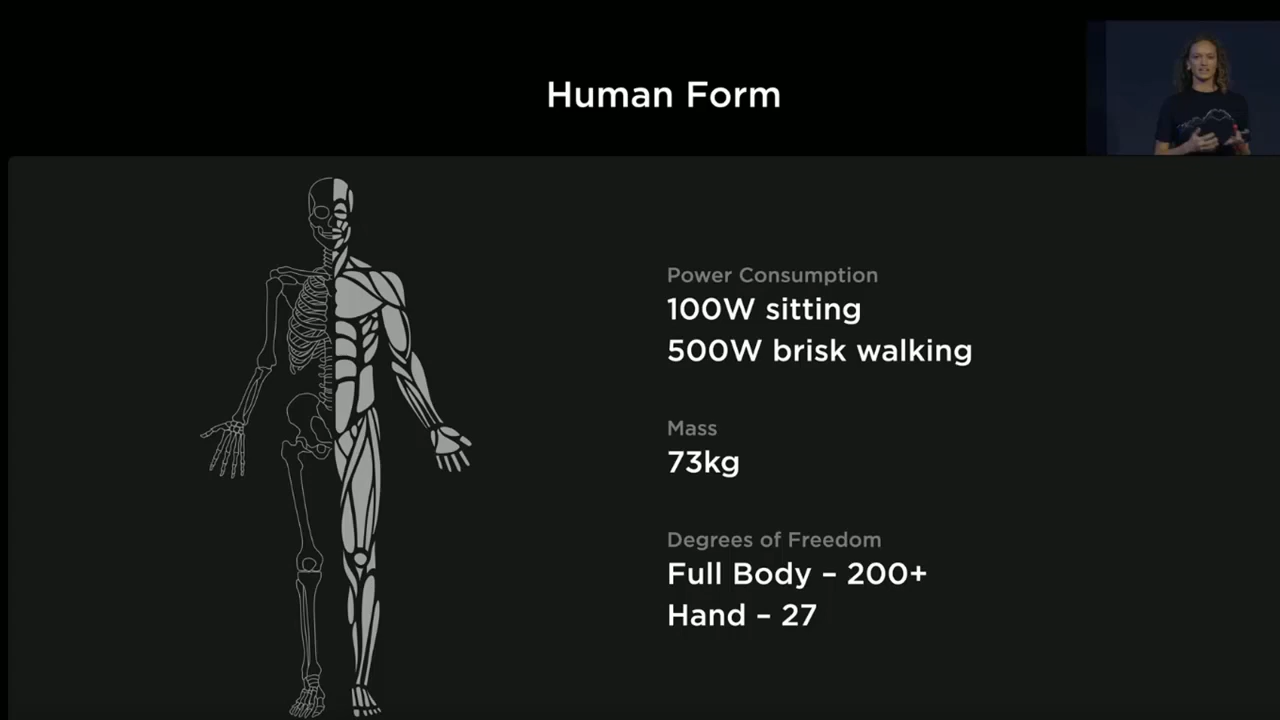 Human Form
Power Consumption
100W sitting
500W brisk walking
Mass
73kg
Degrees of Freedom
Full Body – 200+
Hand – 27